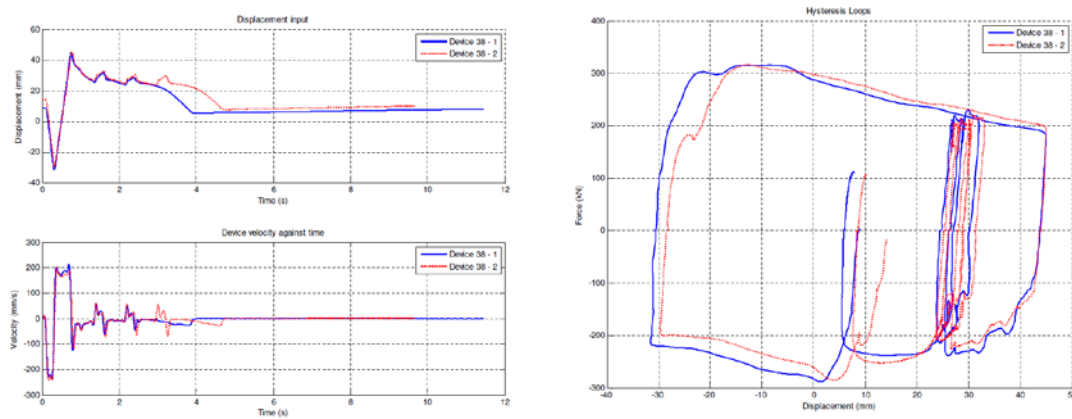 Displacement input
60
40
20
0
-20
-40
0 2 4 6 8 10 12
Displacement (mm)
Time (s)
Device 38 - 1
Device 38 - 2
Device velocity against time
300
200
100
0
-100
-200
-300
0 2 4 6 8 10 12
Velocity (mm/s)
Time (s)
Device 38 - 1
Device 38 - 2
Hysteresis Loops
400
300
200
100
0
-100
-200
-300
-40 -30 -20 -10 0 10 20 30 40 50
Force (kN)
Displacement (mm)
Device 38 - 1
Device 38 - 2